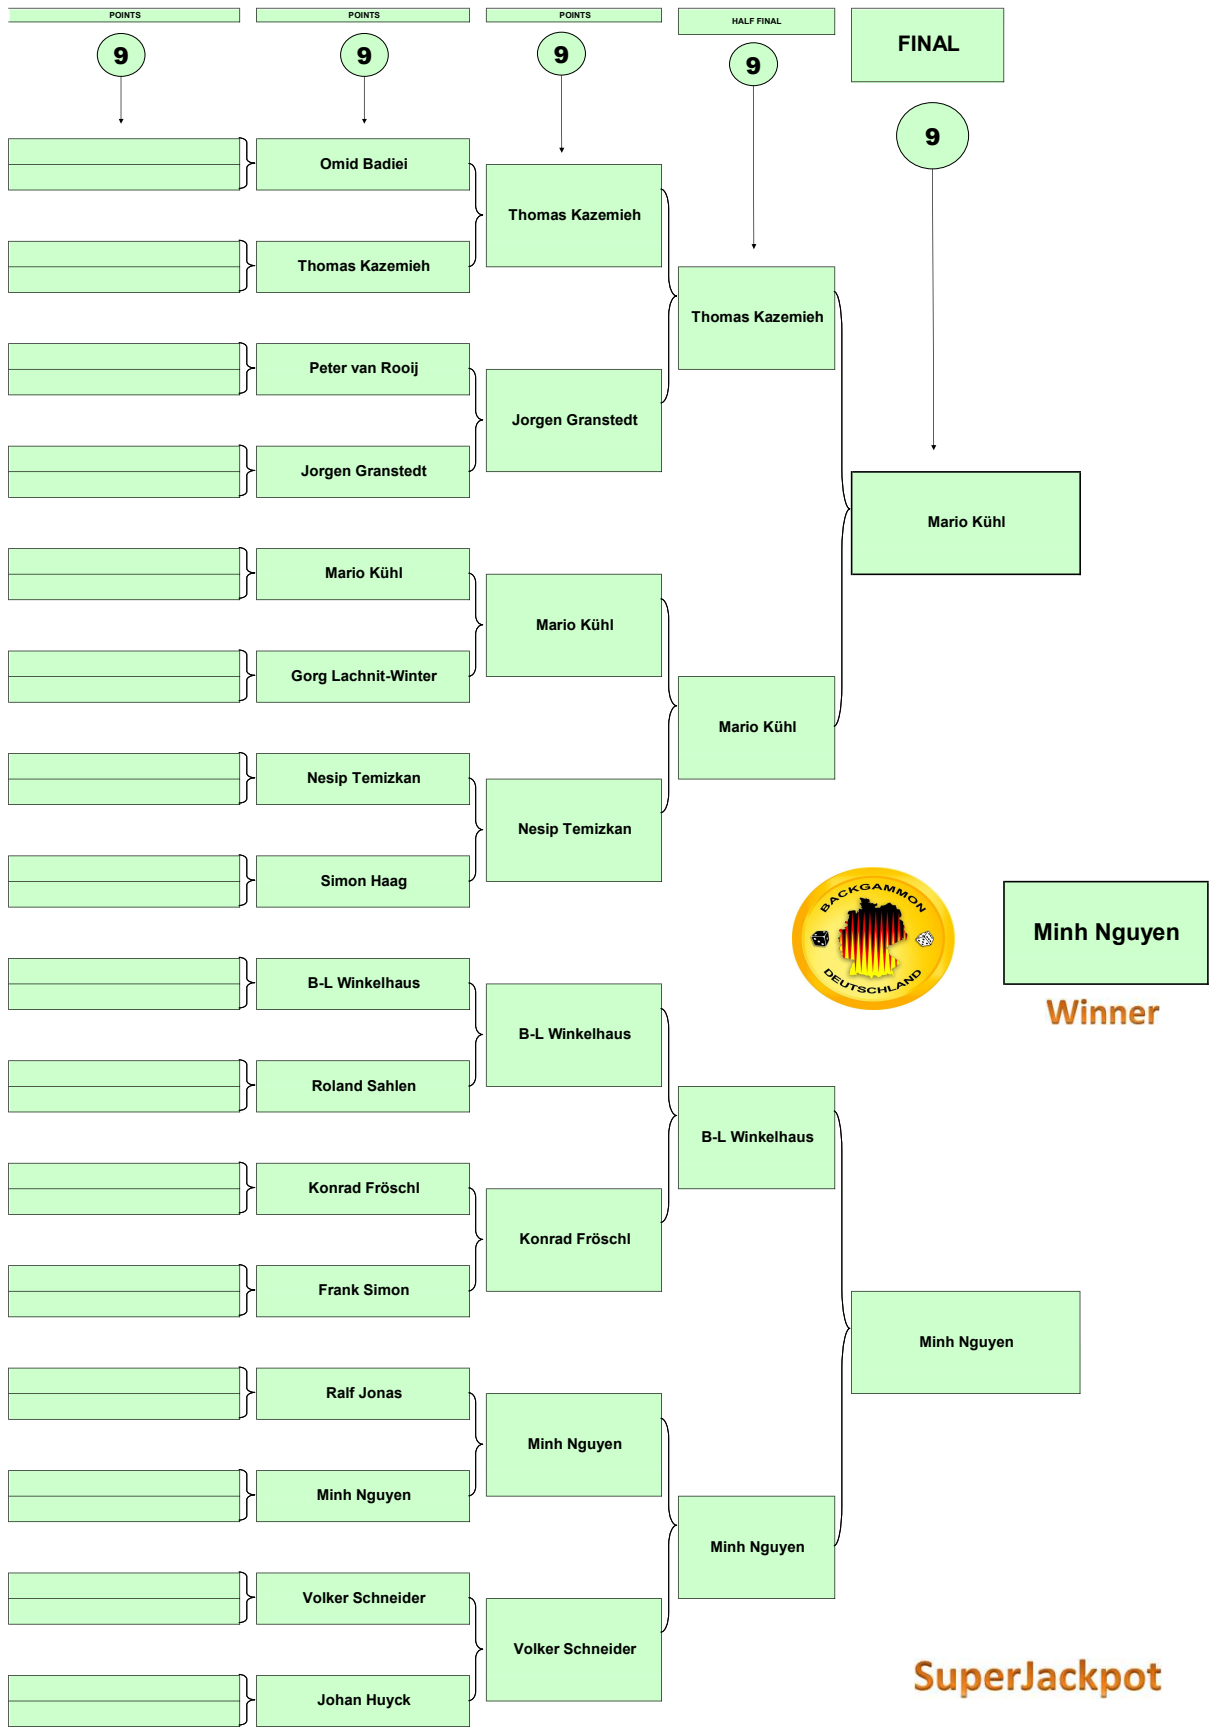 POINTS
POINTS
POINTS
HALF FINAL
FINAL
9
9
9
9
9
Omid Badiei
Thomas Kazemieh
Peter van Rooij
Jorgen Granstedt
Mario Kühl
Gorg Lachnit-Winter
Nesip Temizkan
Simon Haag
B-L Winkelhaus
Roland Sahlen
Konrad Fröschl
Frank Simon
Ralf Jonas
Minh Nguyen
Volker Schneider
Johan Huyck
Thomas Kazemieh
Jorgen Granstedt
Mario Kühl
Nesip Temizkan
B-L Winkelhaus
Konrad Fröschl
Minh Nguyen
Volker Schneider
Thomas Kazemieh
Mario Kühl
B-L Winkelhaus
Minh Nguyen
Mario Kühl
Minh Nguyen
BACKGAMMON
DEUTSCHLAND
Minh Nguyen
Winner
SuperJackpot